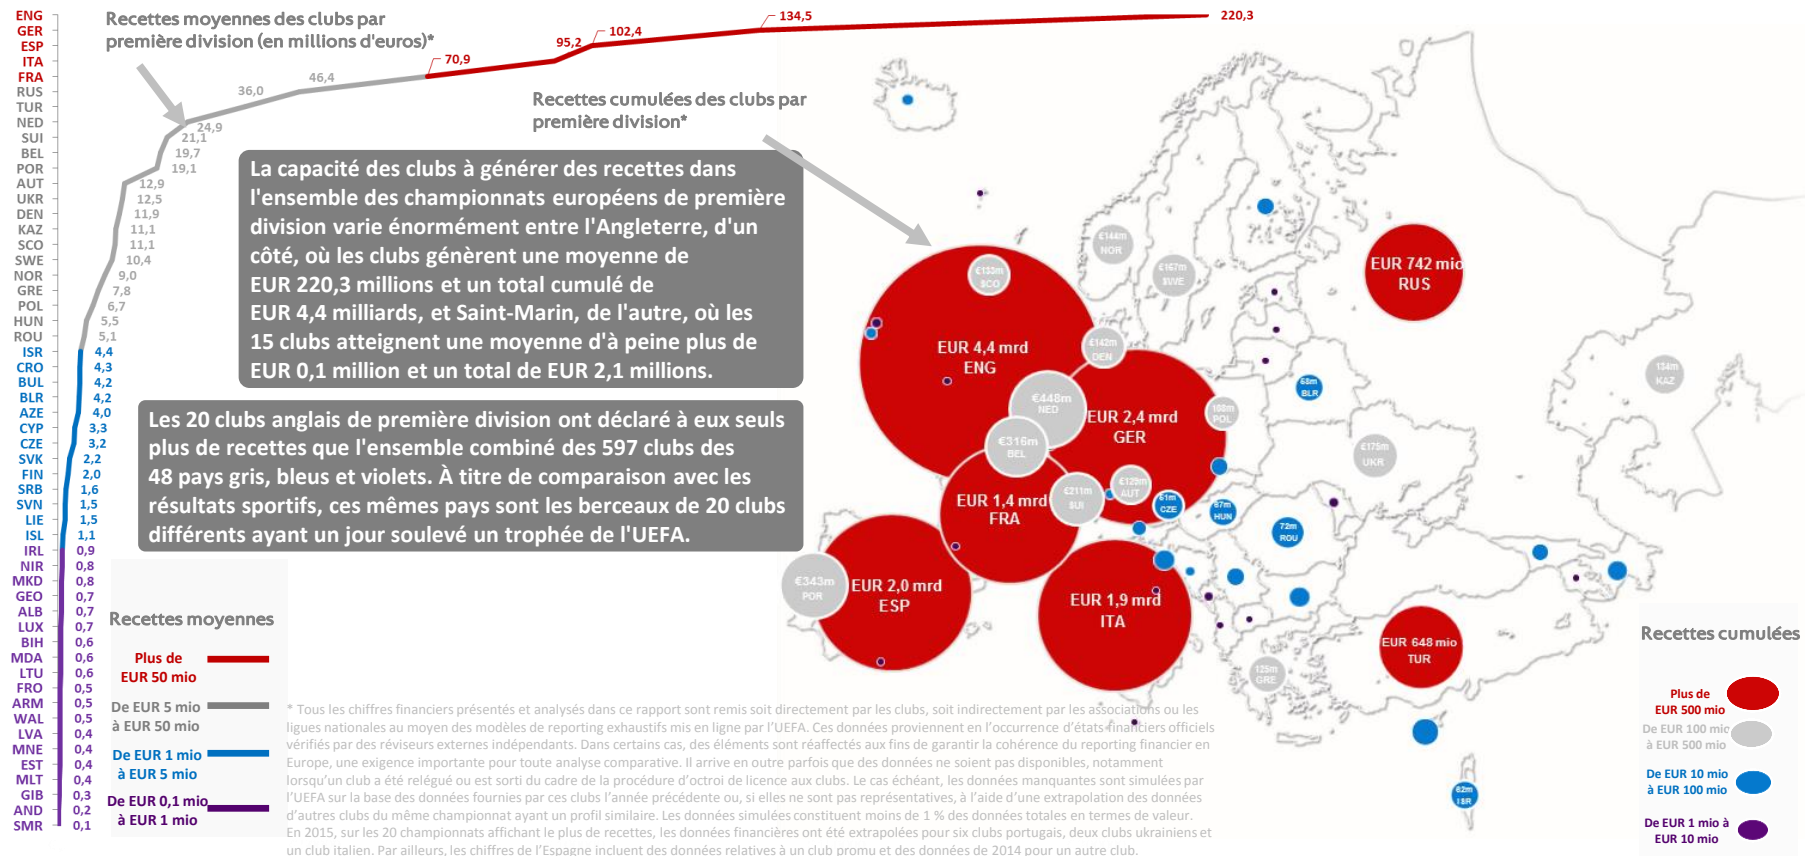 Recettes moyennes des clubs par
première division (en millions d'euros)*
ENG 220,3
GER 134,5
ESP 102,4
ITA 95,2
FRA 70,9
RUS 46,4
TUR 36,0
NED 24,9
SUI 21,1
BEL 19,7
POR 19,1
AUT 12,9
UKR 12,5
DEN 11,9
KAZ 11,1
SCO 11,1
SWE 10,4
NOR 9,0
GRE 7,8
POL 6,7
HUN 5,5
ROU 5,1
ISR 4,4
CRO 4,3
BUL 4,2
BLR 4,2
AZE 4,0
CYP 3,3
CZE 3,2
SVK 2,2
FIN 2,0
SRB 1,6
SVN 1,5
LIE 1,5
ISL 1,1
IRL 0,9
NIR 0,8
MKD 0,8
GEO 0,7
ALB 0,7
LUX 0,7
BIH 0,6
MDA 0,6
LTU 0,6
FRO 0,5
ARM 0,5
WAL 0,5
LVA 0,4
MNE 0,4
EST 0,4
MLT 0,4
GIB 0,3
AND 0,2
SMR 0,1
Recettes cumulées des clubs par
première division*
La capacité des clubs à générer des recettes dans
l'ensemble des championnats européens de première
division varie énormément entre l'Angleterre, d'un
côté, où les clubs génèrent une moyenne de
EUR 220,3 millions et un total cumulé de
EUR 4,4 milliards, et Saint-Marin, de l'autre, où les
15 clubs atteignent une moyenne d'à peine plus de
EUR 0,1 million et un total de EUR 2,1 millions.
Les 20 clubs anglais de première division ont déclaré à eux seuls
plus de recettes que l'ensemble combiné des 597 clubs des
48 pays gris, bleus et violets. À titre de comparaison avec les
résultats sportifs, ces mêmes pays sont les berceaux de 20 clubs
différents ayant un jour soulevé un trophée de l'UEFA.
€144m
NOR
€167m
SWE
SCO
EUR 742 mio
RUS
EUR 4,4 mrd
ENG
€142m
DEN
134m
KAZ
68m
BLR
€448m
NED
POL
EUR 2,4 mrd
GER
€316m
BEL
€175m
UKR
€129m
AUT
€211m
SUI
EUR 1,4 mrd
FRA
51m
CZE
67m
HUN
72m
ROU
€343m
POR
EUR 2,0 mrd
ESP
EUR 1,9 mrd
ITA
EUR 648 mio
TUR
125m
GRE
62m
ISR
Recettes moyennes
Plus de
EUR 50 mio
De EUR 5 mio
à EUR 50 mio
De EUR 1 mio
à EUR 5 mio
De EUR 0,1 mio
à EUR 1 mio
Recettes cumulées
Plus de
EUR 500 mio
De EUR 100 mio
à EUR 500 mio
De EUR 10 mio
à EUR 100 mio
De EUR 1 mio à
EUR 10 mio
* Tous les chiffres financiers présentés et analysés dans ce rapport sont remis soit directement par les clubs, soit indirectement par les associations ou les
ligues nationales au moyen des modèles de reporting exhaustifs mis en ligne par l'UEFA. Ces données proviennent en l'occurrence d'états financiers officiels
vérifiés par des réviseurs externes indépendants. Dans certains cas, des éléments sont réaffectés aux fins de garantir la cohérence du reporting financier en
Europe, une exigence importante pour toute analyse comparative. Il arrive en outre parfois que des données ne soient pas disponibles, notamment
lorsqu'un club a été relégué ou est sorti du cadre de la procédure d'octroi de licence aux clubs. Le cas échéant, les données manquantes sont simulées par
l'UEFA sur la base des données fournies par ces clubs l'année précédente ou, si elles ne sont pas représentatives, à l'aide d'une extrapolation des données
d'autres clubs du même championnat ayant un profil similaire. Les données simulées constituent moins de 1 % des données totales en termes de valeur.
En 2015, sur les 20 championnats affichant le plus de recettes, les données financières ont été extrapolées pour six clubs portugais, deux clubs ukrainiens et
un club italien. Par ailleurs, les chiffres de l'Espagne incluent des données relatives à un club promu et des données de 2014 pour un autre club.